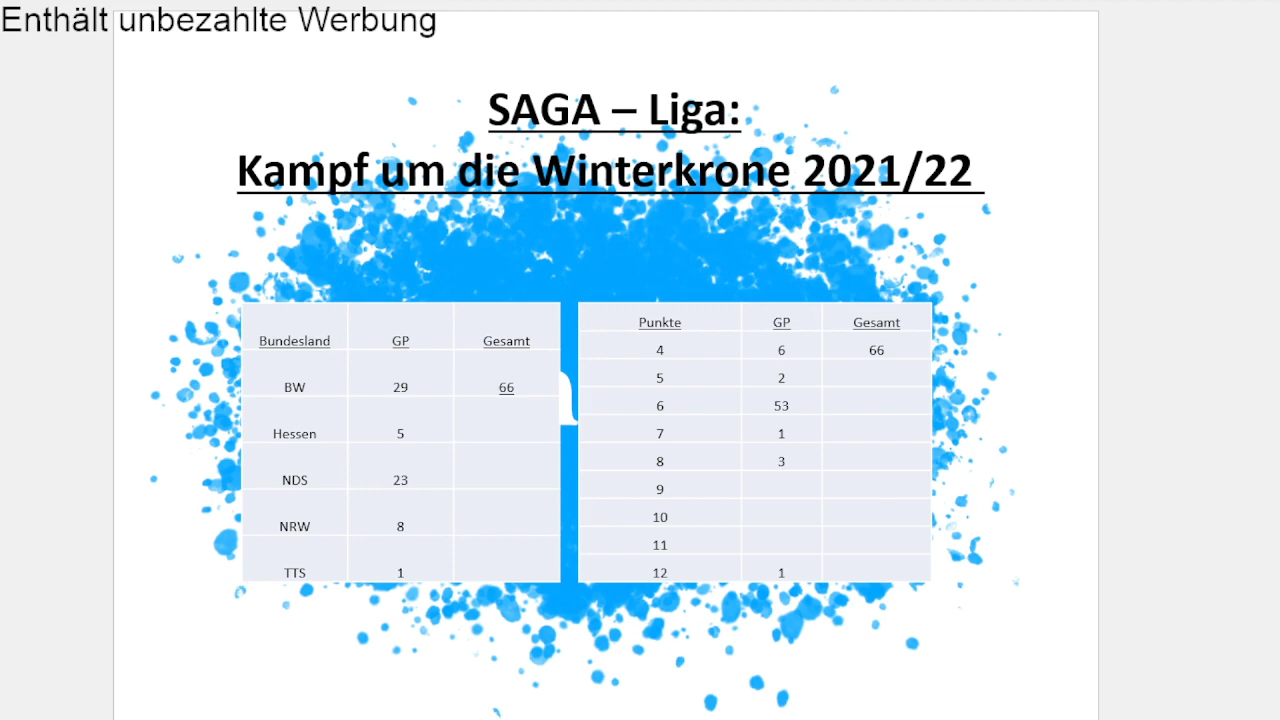 Enthält unbezahlte Werbung
SAGA – Liga:
Kampf um die Winterkrone 2021/22
Bundesland GP Gesamt
BW 29 66
Hessen 5
NDS 23
NRW 8
TTS 1
Punkte GP Gesamt
4 6 66
5 2
6 53
7 1
8 3
9
10
11
12 1